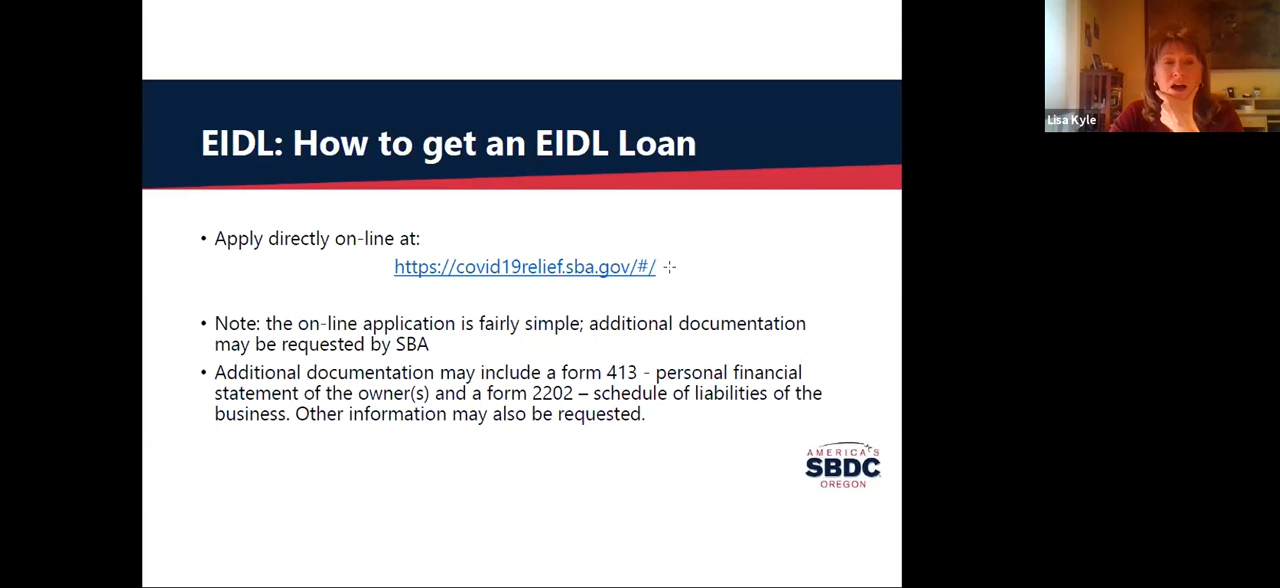 EIDL: How to get an EIDL Loan
• Apply directly on-line at:
https://covid19relief.sba.gov/#/
• Note: the on-line application is fairly simple; additional documentation
may be requested by SBA
• Additional documentation may include a form 413 - personal financial
statement of the owner(s) and a form 2202 – schedule of liabilities of the
business. Other information may also be requested.
AMERICA'S
SBDC
OREGON
Lisa Kyle